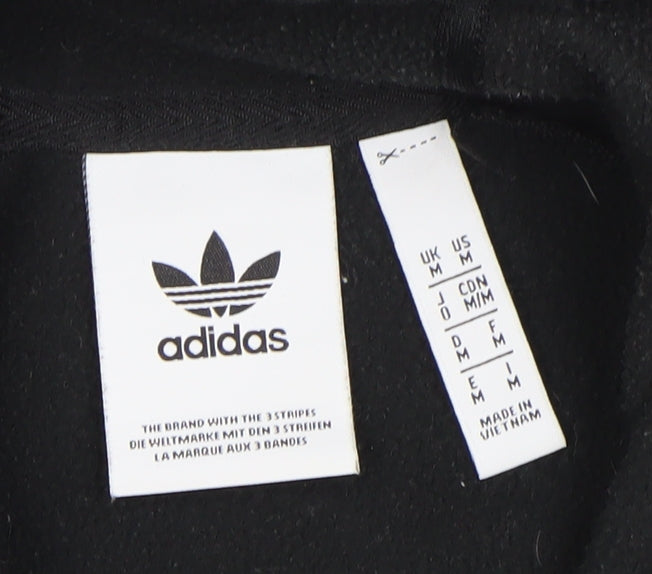 adidas
THE BRAND WITH THE 3 STRIPES
DIE WELTMARKE MIT DEN 3 STREIFEN
LA MARQUE AUX 3 BANDES
UK US
M M
J CDN
O M/M
D F
M M
E I
M M
MADE IN
VIETNAM